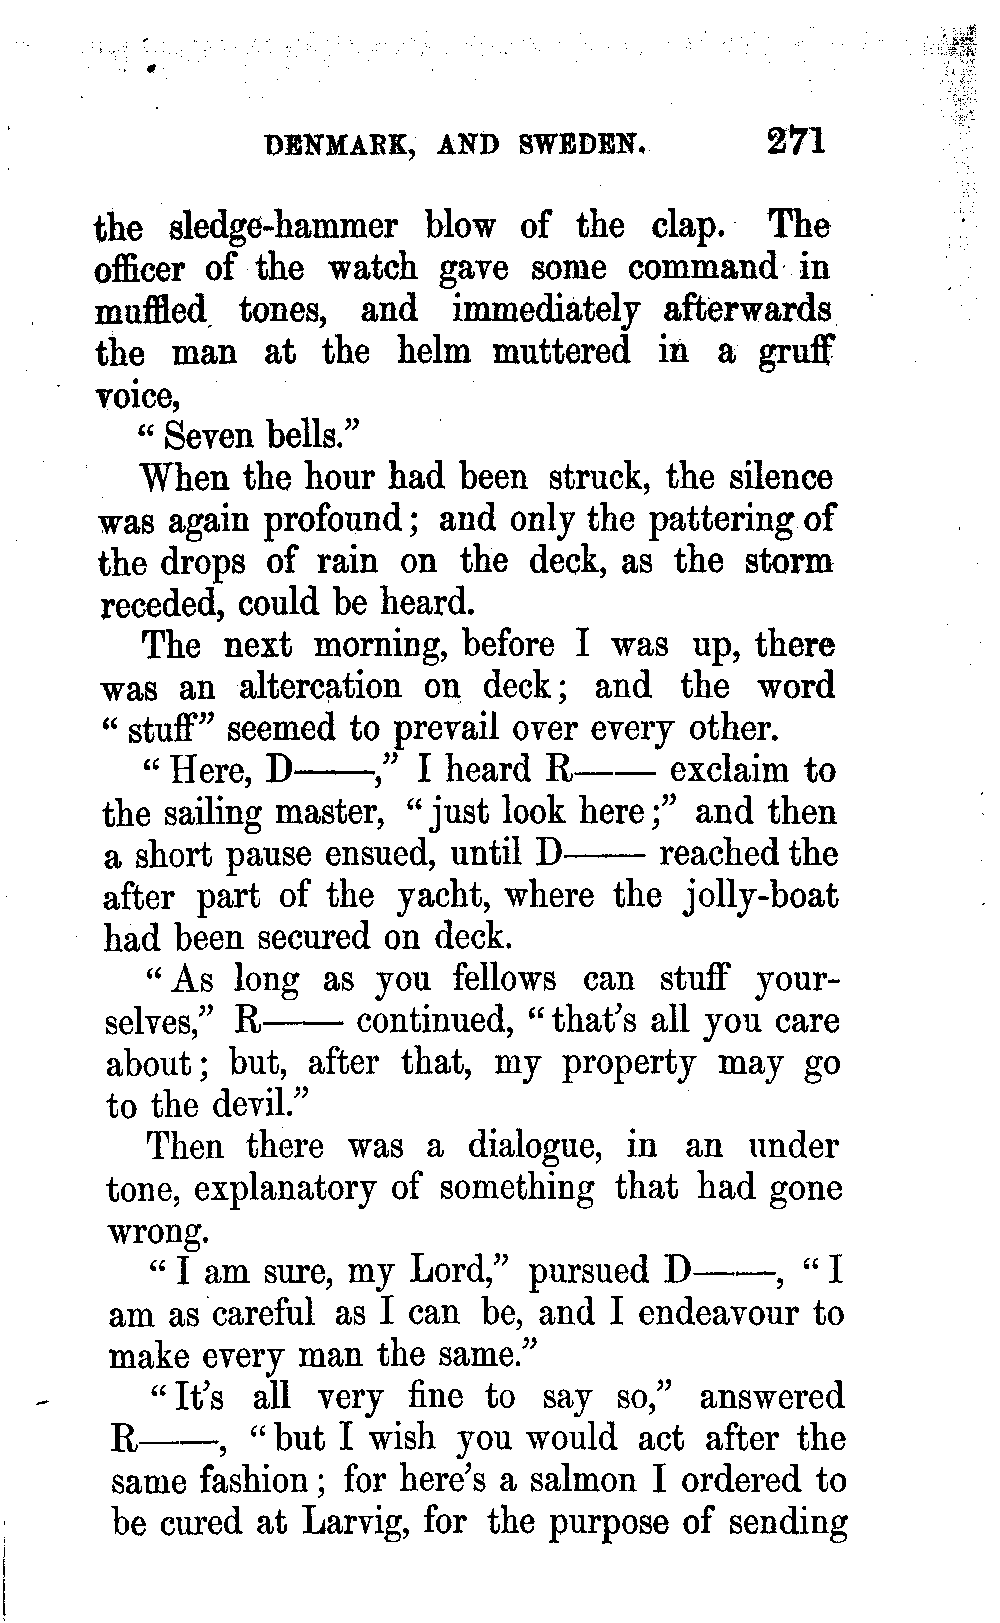 DENMARK, AND SWEDEN. 271
the sledge-hammer blow of the clap. The
officer of the watch gave some command in
muffled tones, and immediately afterwards
the man at the helm muttered in a gruff
voice,
“ Seven bells.”
When the hour had been struck, the silence
was again profound ; and only the pattering of
the drops of rain on the deck, as the storm
receded, could be heard.
The next morning, before I was up, there
was an altercation on deck ; and the word
“ stuff” seemed to prevail over every other.
“ Here, D——,” I heard R—— exclaim to
the sailing master, “ just look here ;” and then
a short pause ensued, until D—— reached the
after part of the yacht, where the jolly-boat
had been secured on deck.
“ As long as you fellows can stuff your-
selves,” R—— continued, “ that’s all you care
about ; but, after that, my property may go
to the devil.”
Then there was a dialogue, in an under
tone, explanatory of something that had gone
wrong.
“ I am sure, my Lord,” pursued D——, “ I
am as careful as I can be, and I endeavour to
make every man the same.”
“ It’s all very fine to say so,” answered
R——, “ but I wish you would act after the
same fashion ; for here’s a salmon I ordered to
be cured at Larvig, for the purpose of sending